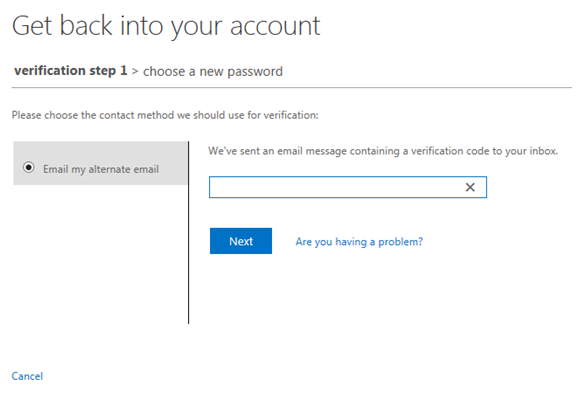 Get back into your account
verification step 1 > choose a new password
Please choose the contact method we should use for verification:
Email my alternate email
We've sent an email message containing a verification code to your inbox.
Next
Are you having a problem?
Cancel